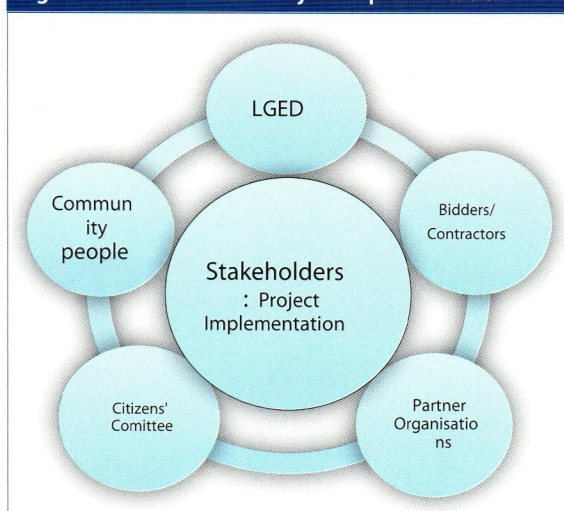 LGED
Bidders/
Contractors
Partner
Organisatio
ns
Citizens'
Comittee
Commun
ity
people
Stakeholders
: Project
Implementation